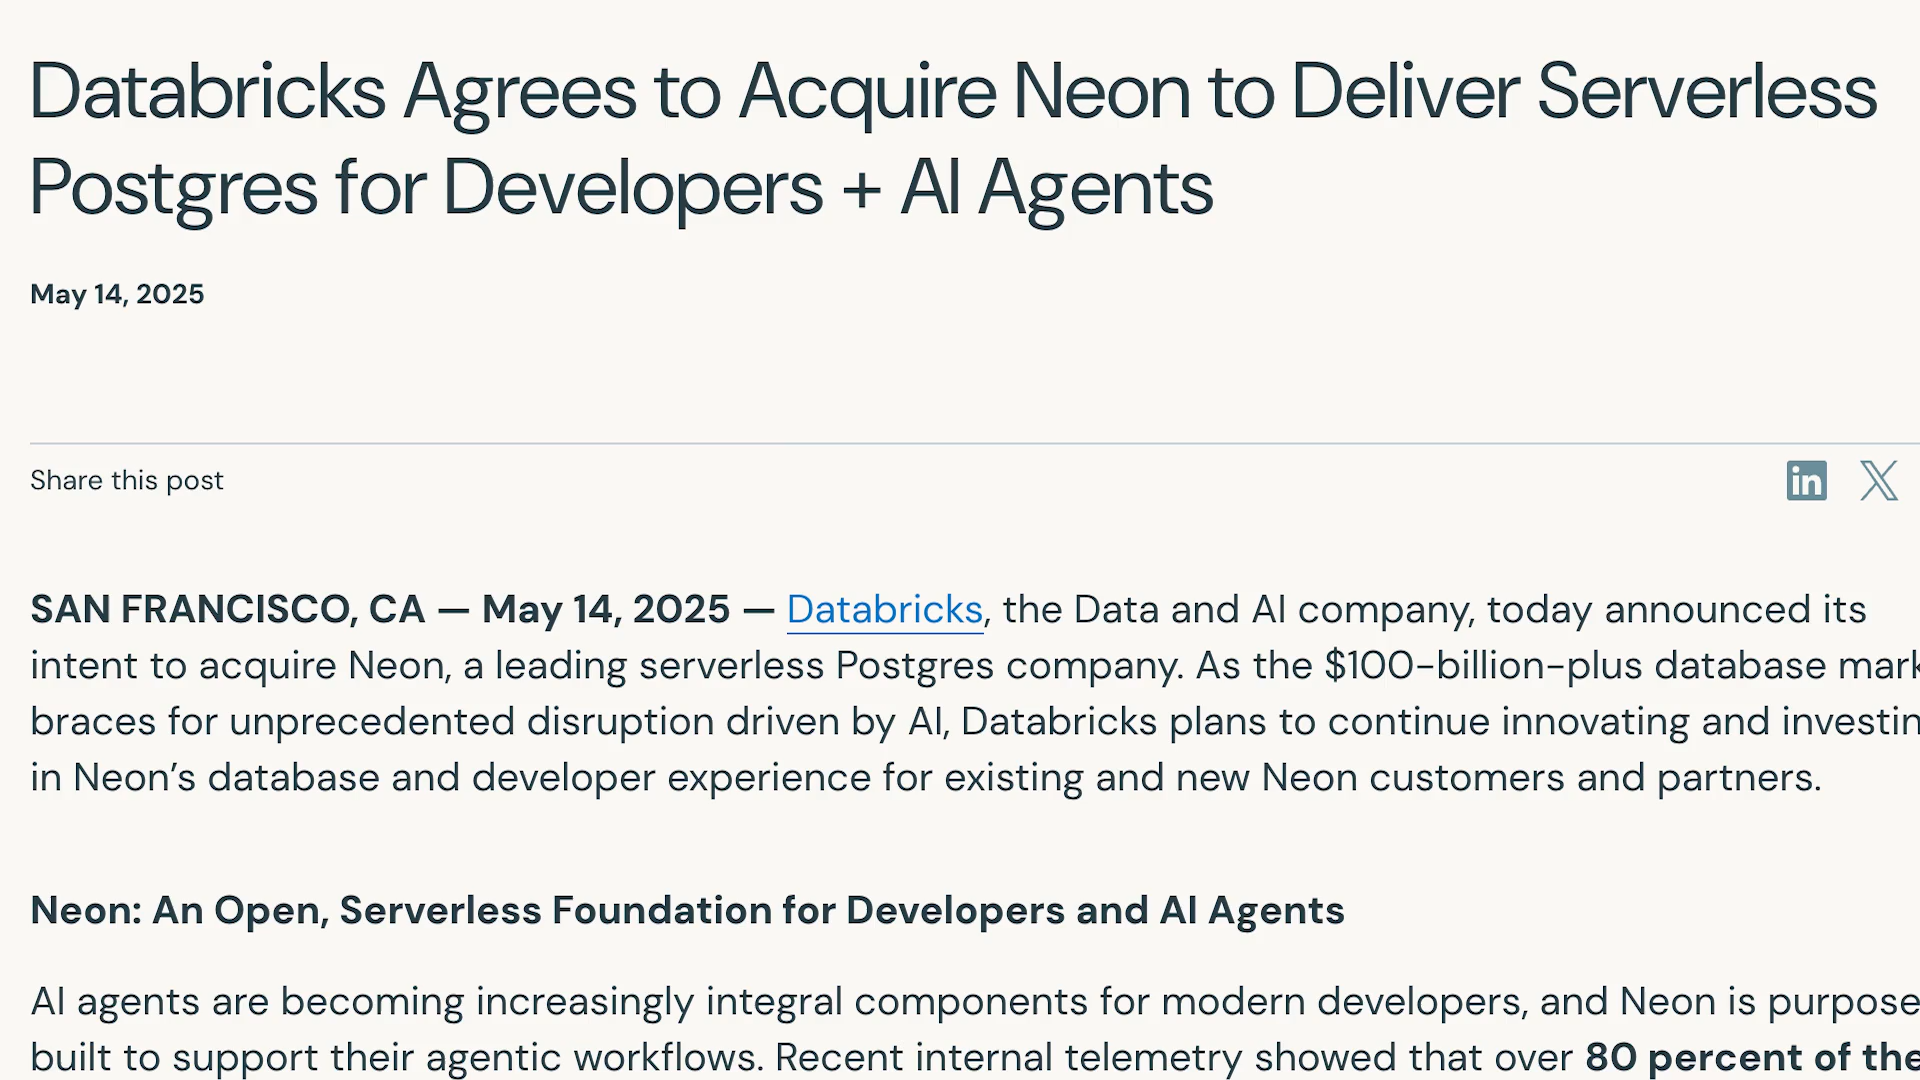 Databricks Agrees to Acquire Neon to Deliver Serverless
Postgres for Developers + AI Agents
May 14, 2025
Share this post
in X
SAN FRANCISCO, CA — May 14, 2025 — Databricks, the Data and AI company, today announced its
intent to acquire Neon, a leading serverless Postgres company. As the $100-billion-plus database mark
braces for unprecedented disruption driven by AI, Databricks plans to continue innovating and investin
in Neon’s database and developer experience for existing and new Neon customers and partners.
Neon: An Open, Serverless Foundation for Developers and AI Agents
AI agents are becoming increasingly integral components for modern developers, and Neon is purpose
built to support their agentic workflows. Recent internal telemetry showed that over 80 percent of the